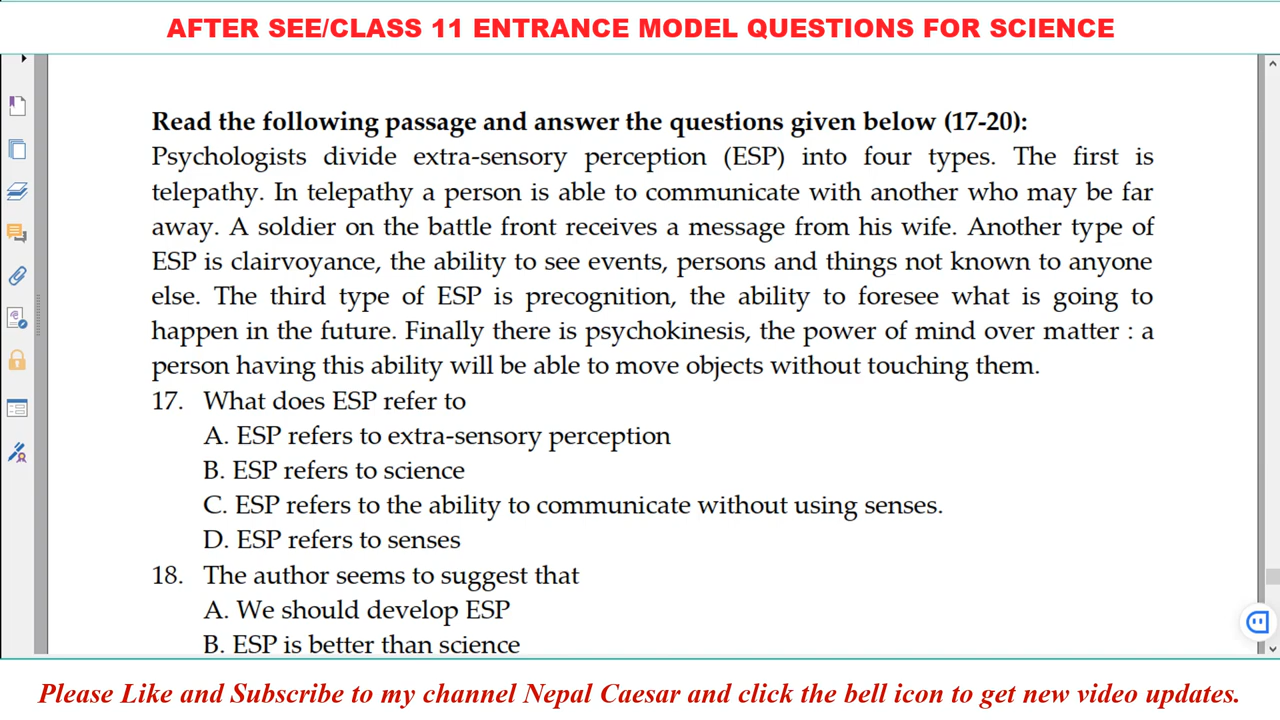 AFTER SEE/CLASS 11 ENTRANCE MODEL QUESTIONS FOR SCIENCE
Read the following passage and answer the questions given below (17-20):
Psychologists divide extra-sensory perception (ESP) into four types. The first is
telepathy. In telepathy a person is able to communicate with another who may be far
away. A soldier on the battle front receives a message from his wife. Another type of
ESP is clairvoyance, the ability to see events, persons and things not known to anyone
else. The third type of ESP is precognition, the ability to foresee what is going to
happen in the future. Finally there is psychokinesis, the power of mind over matter : a
person having this ability will be able to move objects without touching them.
17. What does ESP refer to
A. ESP refers to extra-sensory perception
B. ESP refers to science
C. ESP refers to the ability to communicate without using senses.
D. ESP refers to senses
18. The author seems to suggest that
A. We should develop ESP
B. ESP is better than science
Please Like and Subscribe to my channel Nepal Caesar and click the bell icon to get new video updates.